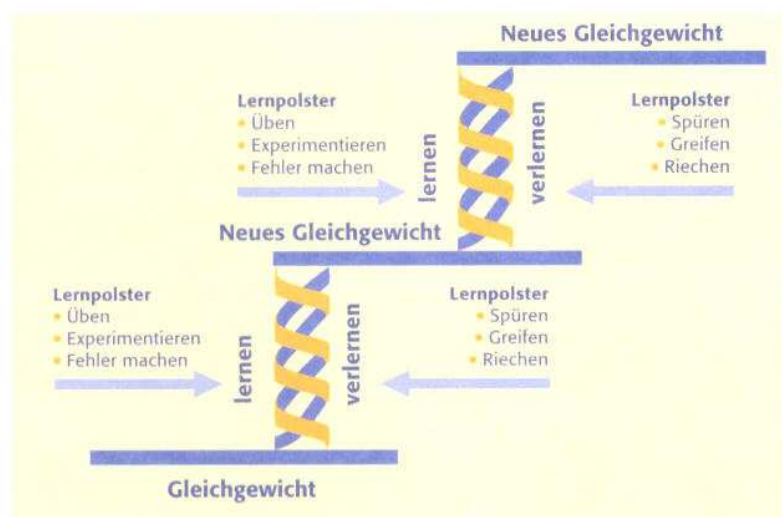 Neues Gleichgewicht
Lernpolster
• Üben
• Experimentieren
• Fehler machen
lernen
verlernen
Lernpolster
• Spüren
• Greifen
• Riechen
Neues Gleichgewicht
Lernpolster
• Üben
• Experimentieren
• Fehler machen
lernen
verlernen
Lernpolster
• Spüren
• Greifen
• Riechen
Gleichgewicht